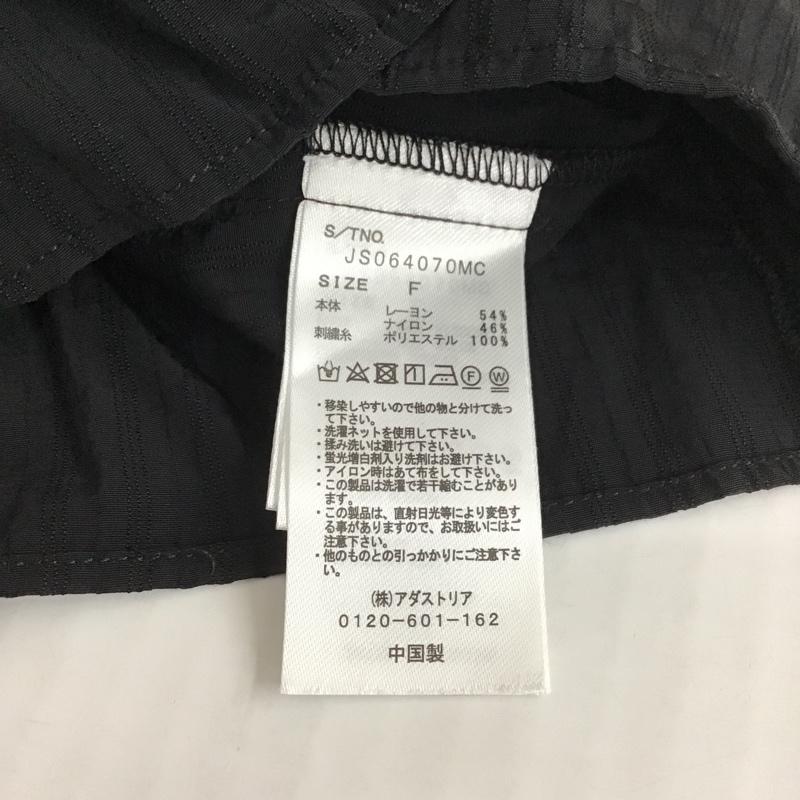 S/TNO.
JS064070MC
SIZE F
本体 レーヨン 54%
ナイロン 46%
刺繍糸 ポリエステル 100%
・移染しやすいので他の物と分けて洗っ
て下さい。
・洗濯ネットを使用して下さい。
・揉み洗いは避けて下さい。
・蛍光増白剤入り洗剤はお避け下さい。
・アイロン時はあて布をして下さい。
・この製品は洗濯で若干縮むことがあり
ます。
・この製品は、直射日光等により変色す
る事がありますので、お取扱いにはご
注意下さい。
・他のものとの引っかかりにご注意下さ
い。
(株)アダストリア
0120-601-162
中国製